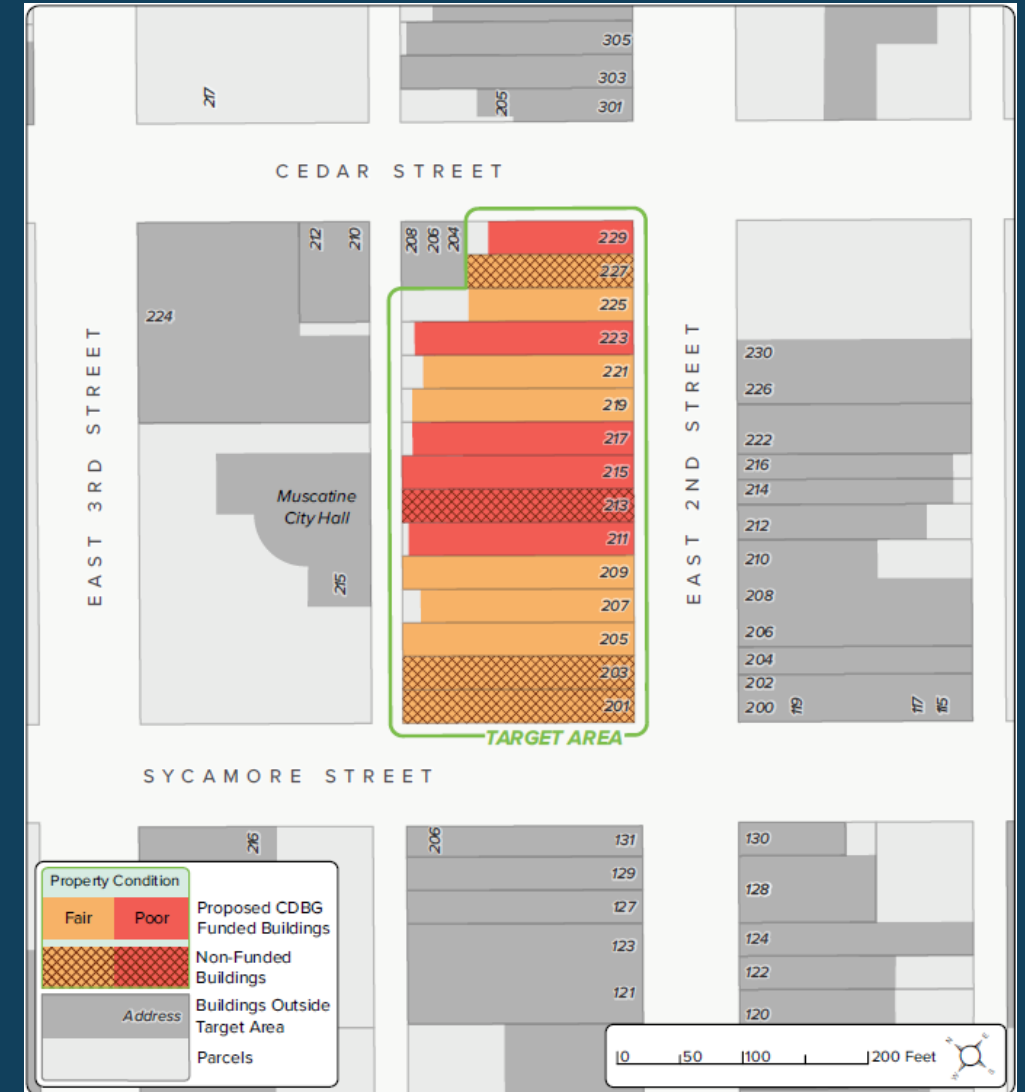 305
303
301
205
217
CEDAR STREET
212
210
224
208
206
204
229
227
225
223
221
219
217
215
213
211
209
207
205
203
201
EAST 3RD STREET
Muscatine
City Hall
215
EAST 2ND STREET
230
226
222
216
214
212
210
208
206
204
202
200
119
117
115
TARGET AREA
SYCAMORE STREET
216
206
131
129
127
123
121
130
128
124
122
120
Property Condition
Fair
Poor
Proposed CDBG
Funded Buildings
Non-Funded
Buildings
Address
Buildings Outside
Target Area
Parcels
0 50 100 200 Feet
N
E
S
W